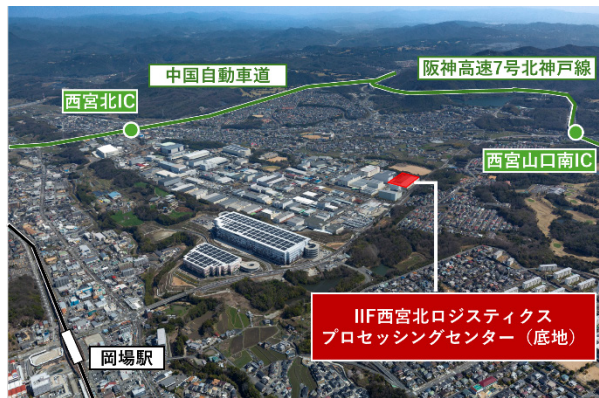 中国自動車道
阪神高速7号北神戸線
西宮北IC
西宮山口南IC
IIF西宮北ロジスティクス
プロセッシングセンター（底地）
岡場駅